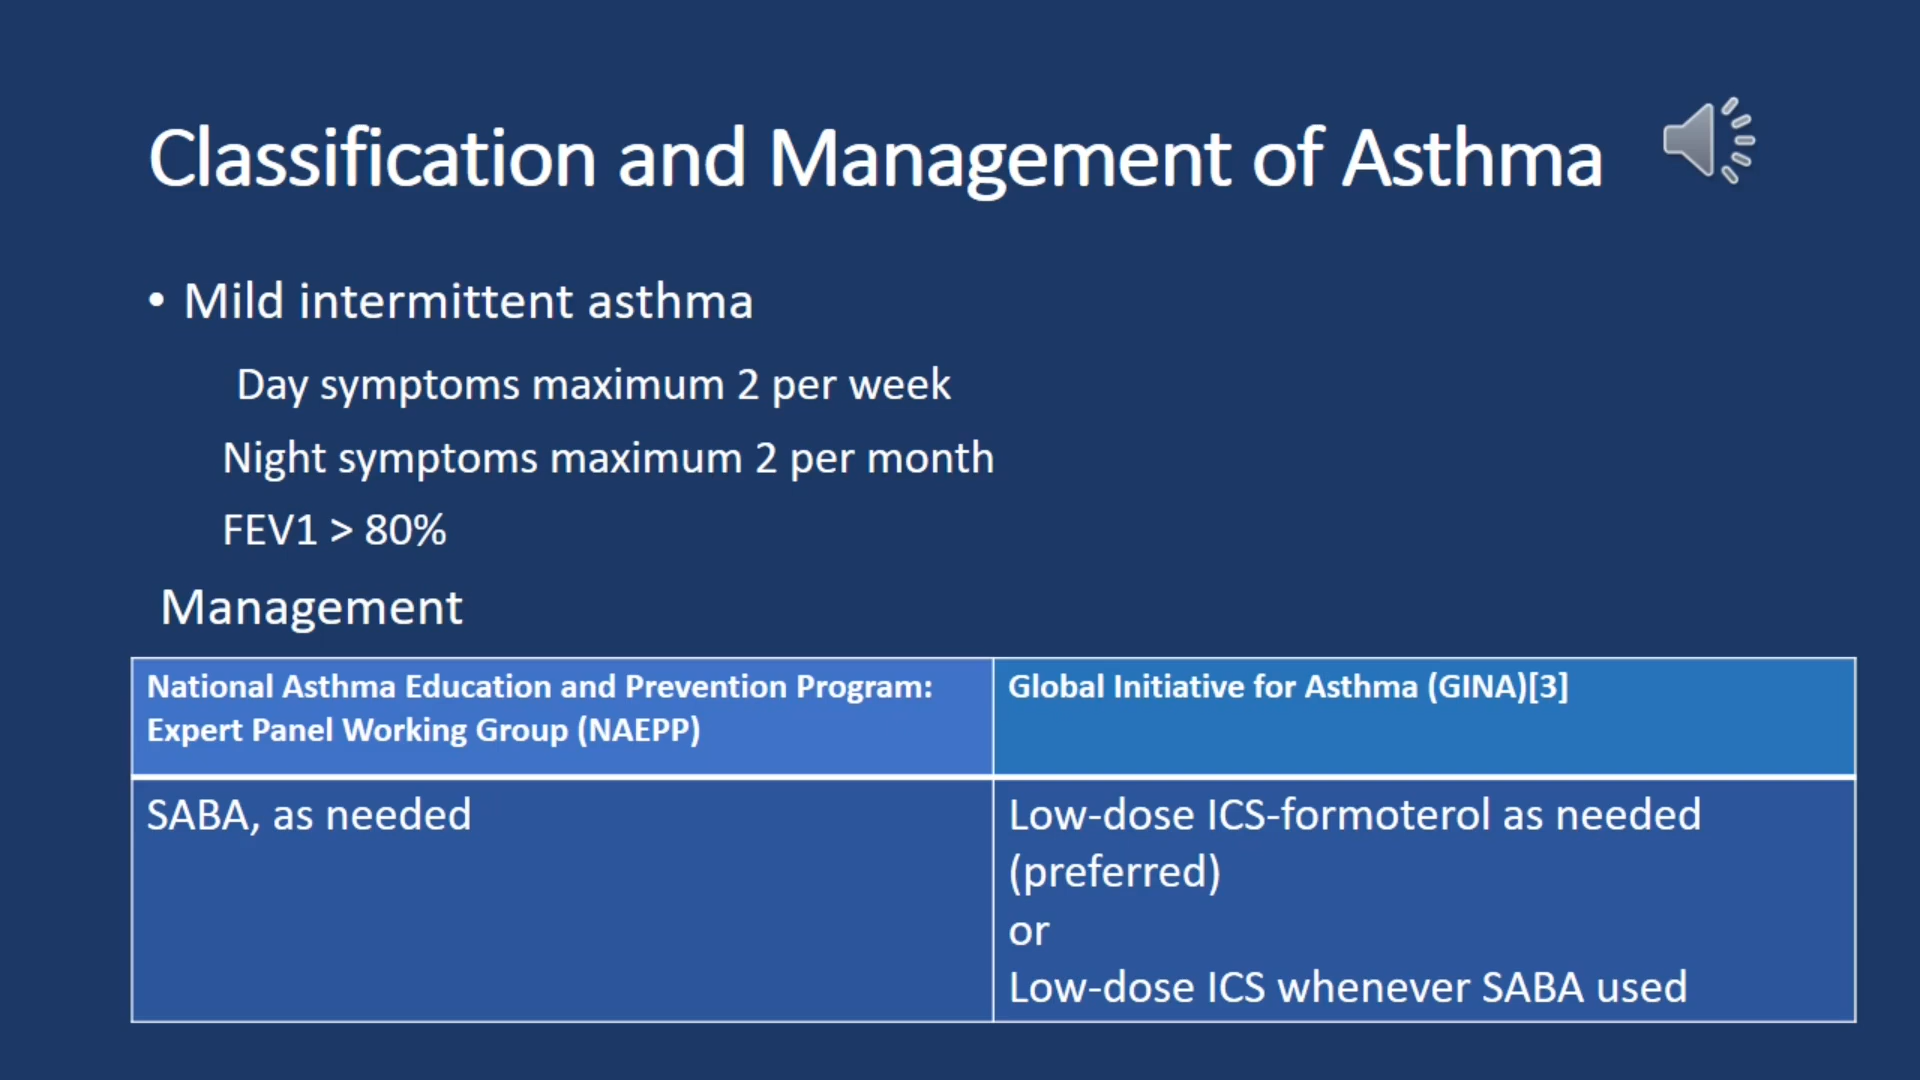 Classification and Management of Asthma
• Mild intermittent asthma
Day symptoms maximum 2 per week
Night symptoms maximum 2 per month
FEV1 > 80%
Management
National Asthma Education and Prevention Program:
Expert Panel Working Group (NAEPP)
Global Initiative for Asthma (GINA)[3]
SABA, as needed
Low-dose ICS-formoterol as needed
(preferred)
or
Low-dose ICS whenever SABA used